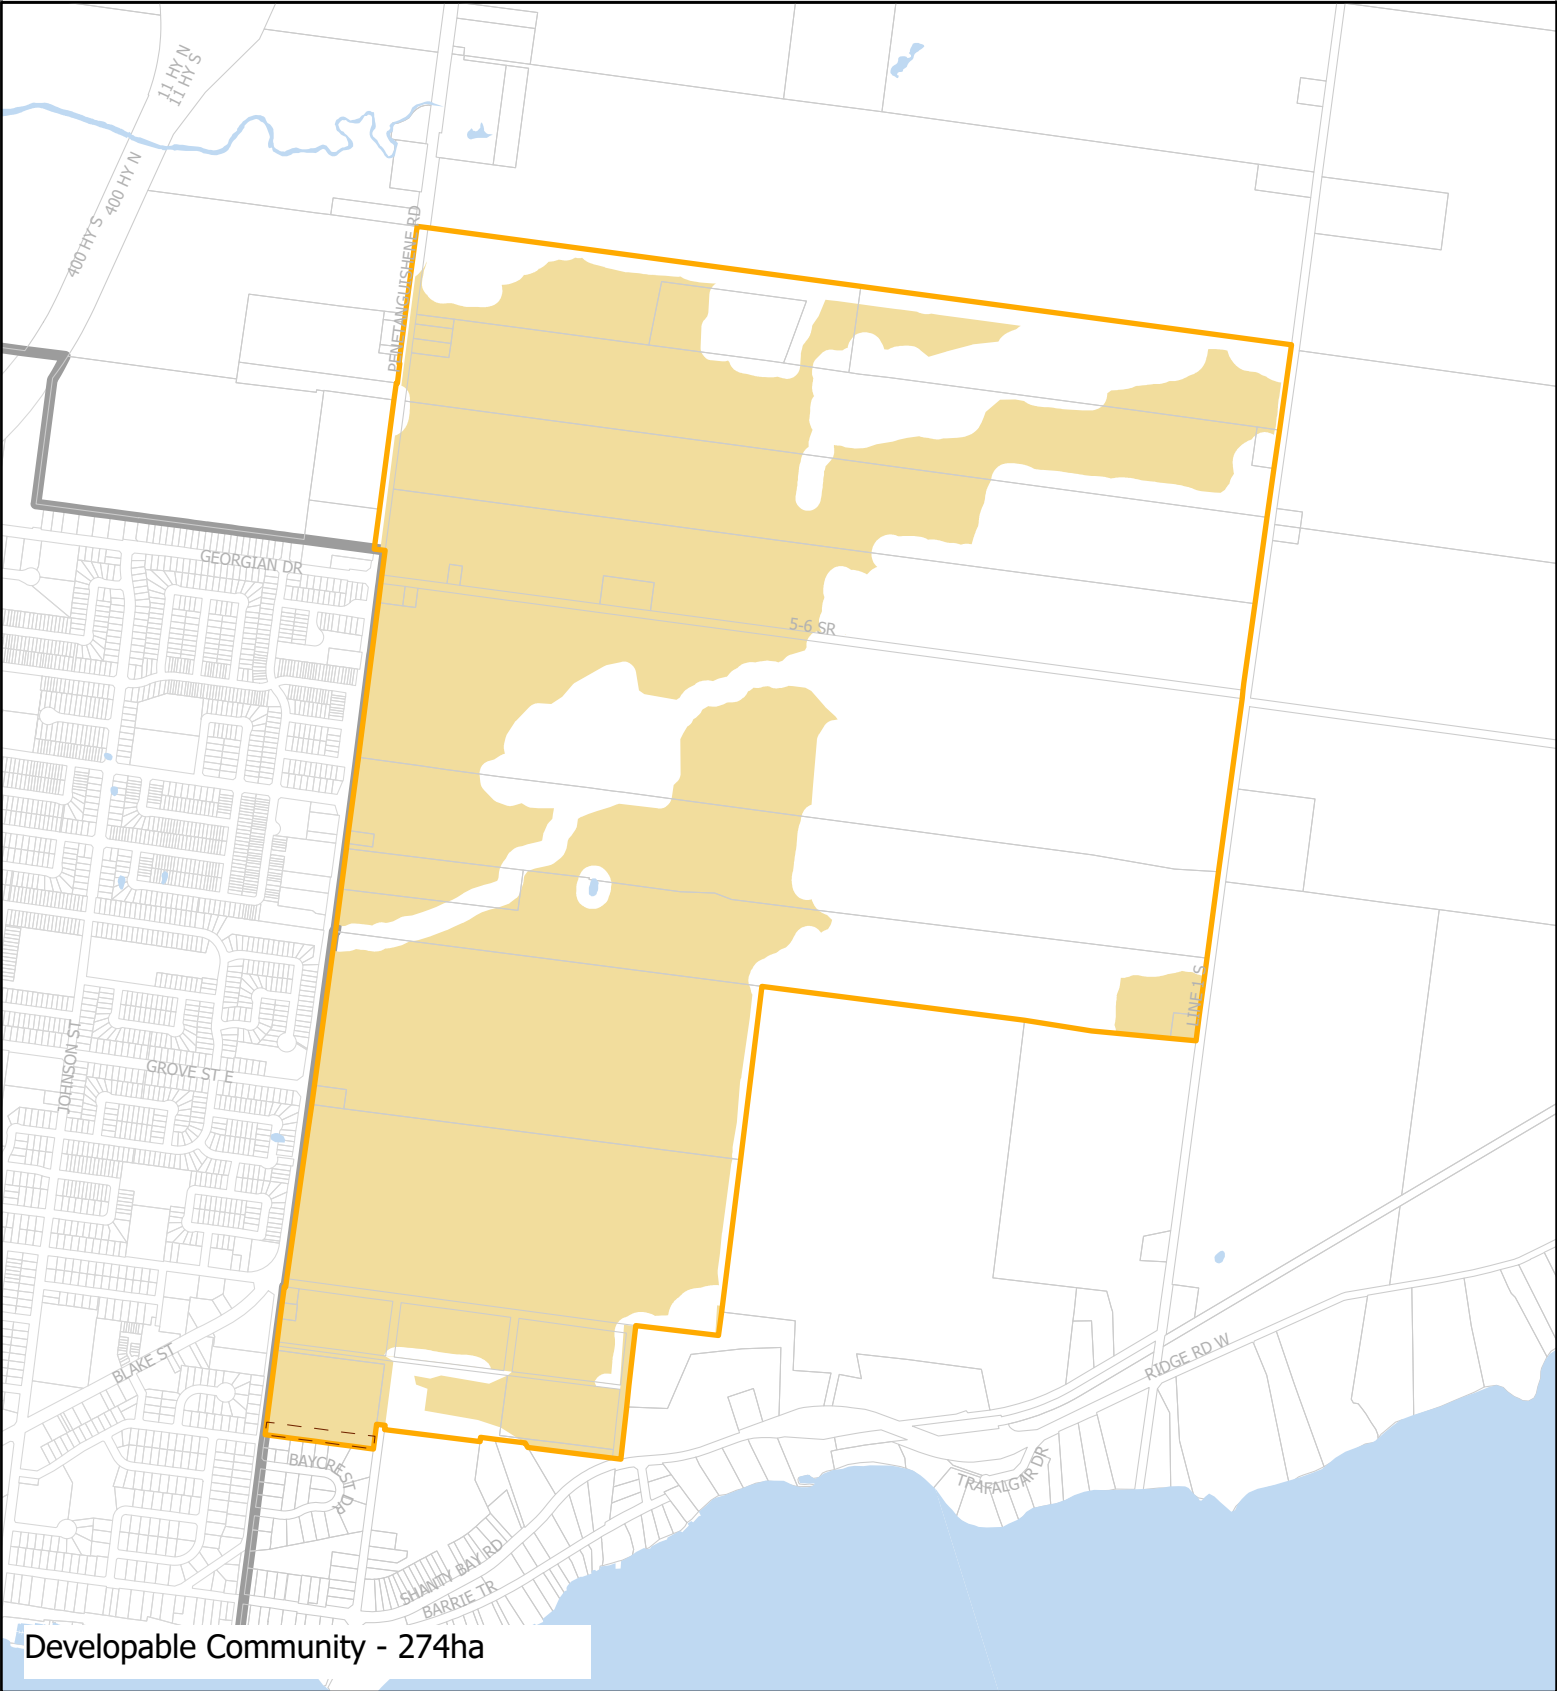 11 HY N
11 HY S
400 HY N
400 HY S
PENETANGUISHENE RD
GEORGIAN DR
5-6 SR
LINE 1 S
JOHNSON ST
GROVE ST E
BLAKE ST
RIDGE RD W
BAYCREST DR
TRAFALGAR DR
SHANTY BAY RD
BARRIE TR
Developable Community - 274ha